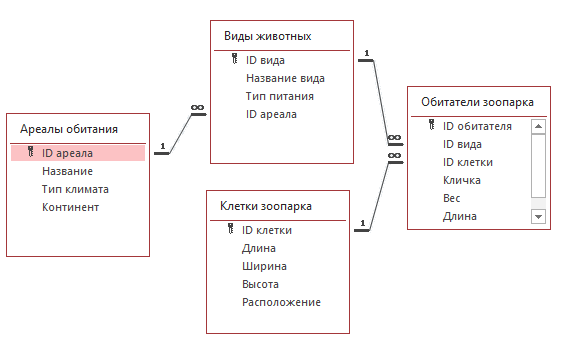 Виды животных
ID вида
Название вида
Тип питания
ID ареала
Ареалы обитания
ID ареала
Название
Тип климата
Континент
Клетки зоопарка
ID клетки
Длина
Ширина
Высота
Расположение
Обитатели зоопарка
ID обитателя
ID вида
ID клетки
Кличка
Вес
Длина
1
∞
1
∞
∞
1